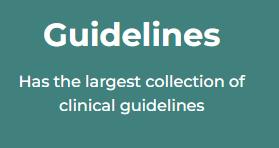 Guidelines
Has the largest collection of
clinical guidelines